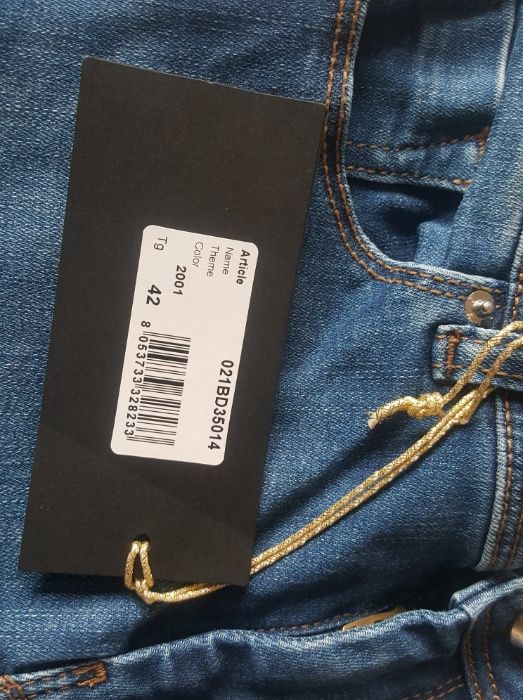 Article 021BD35014
Name
Theme
Color 2001
Tg 42
8 053733 328233